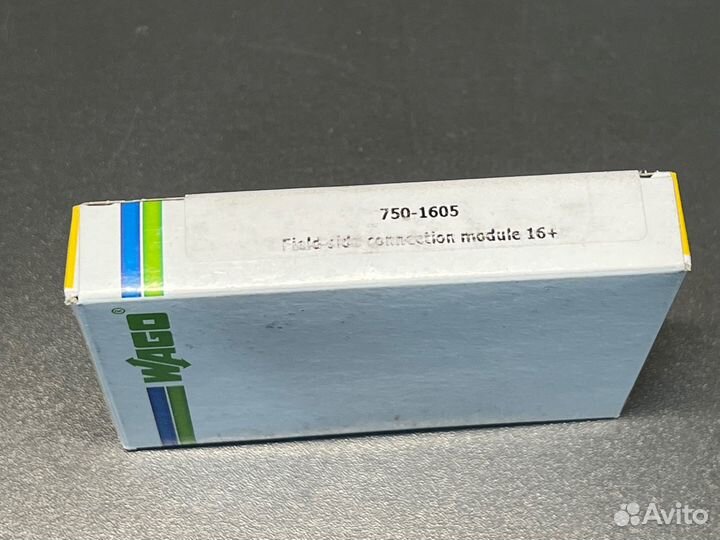 750-1605
Field side connection module 16+
WAGO®
Avito